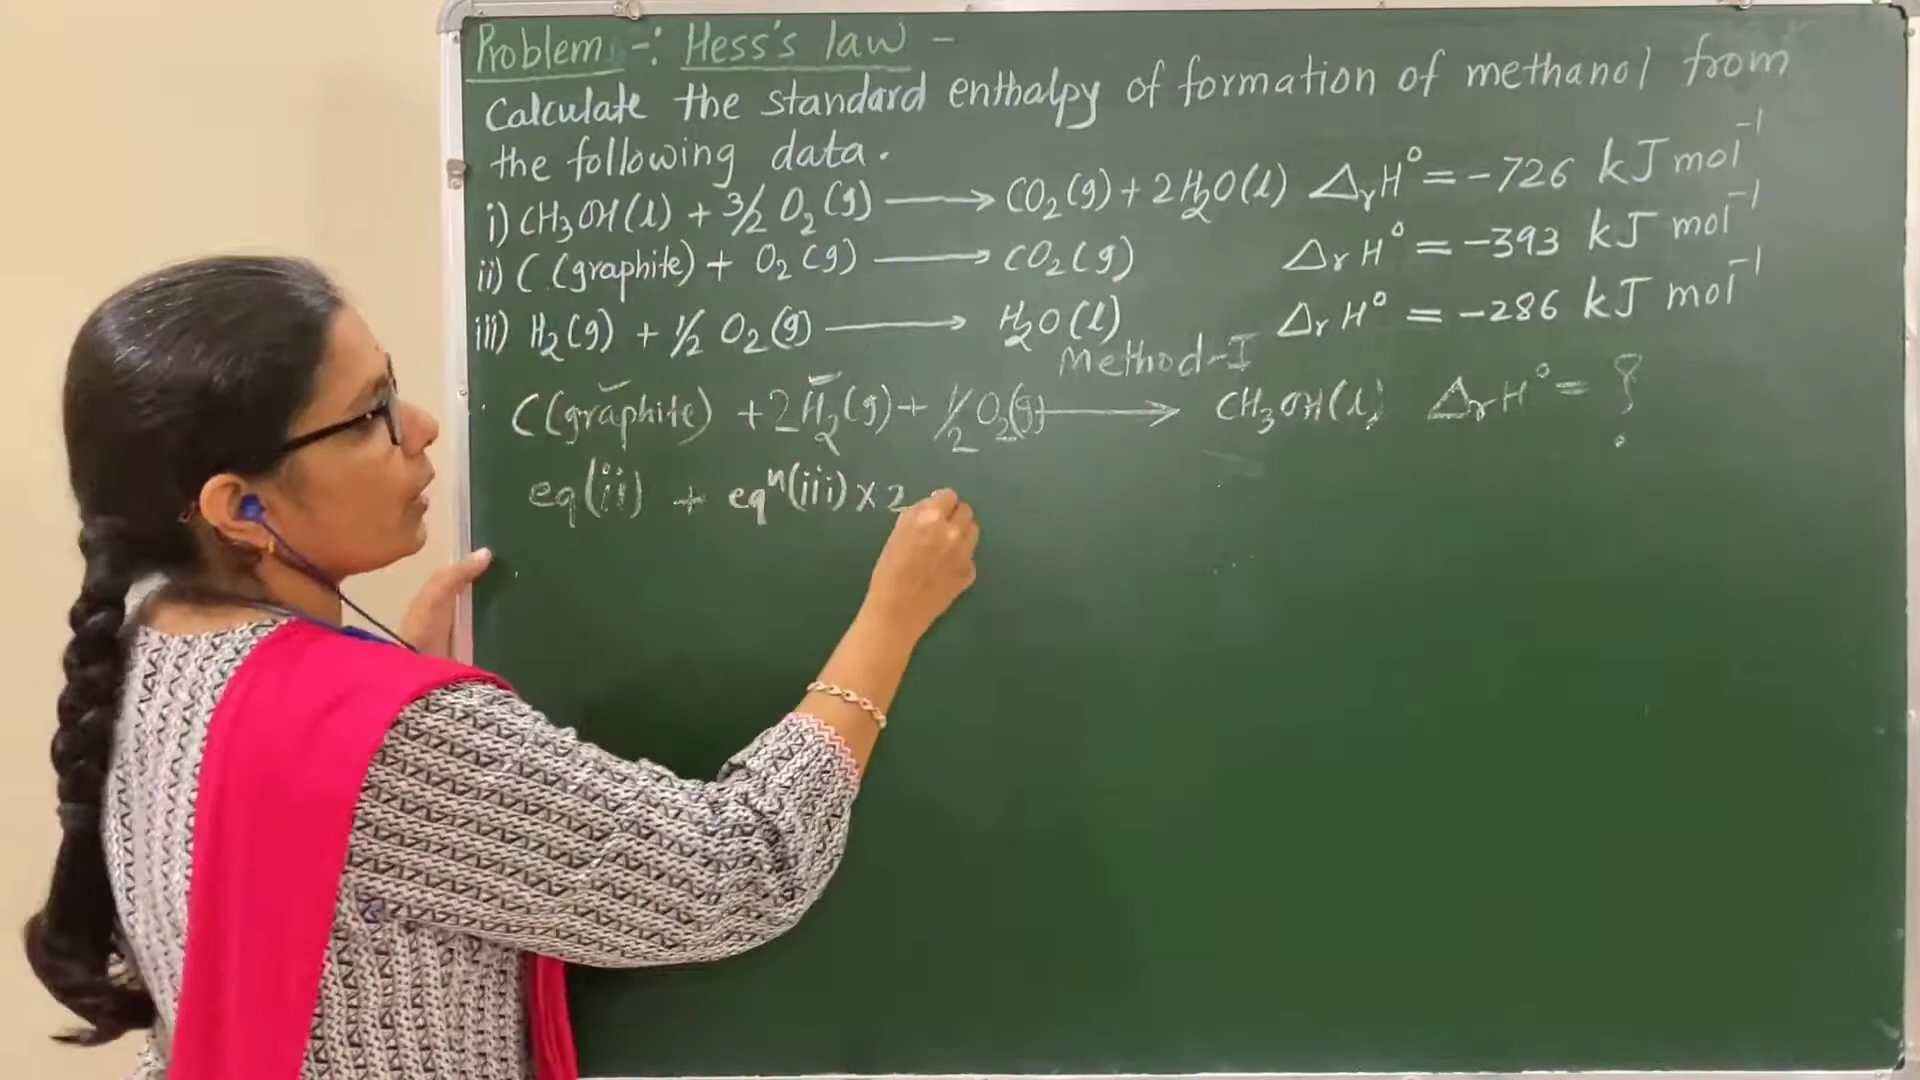 Problem -: Hess's law -
Calculate the standard enthalpy of formation of methanol from
the following data.
i) CH₃OH(l) + 3/2 O₂(g) ⟶ CO₂(g) + 2H₂O(l) ΔᵣH° = -726 kJ mol⁻¹
ii) C (graphite) + O₂(g) ⟶ CO₂(g) ΔᵣH° = -393 kJ mol⁻¹
iii) H₂(g) + 1/2 O₂(g) ⟶ H₂O(l) ΔᵣH° = -286 kJ mol⁻¹
Method-I
C(graphite) + 2H₂(g) + 1/2 O₂(g) ⟶ CH₃OH(l) ΔᵣH° = ?
eq(ii) + eqⁿ(iii) × 2